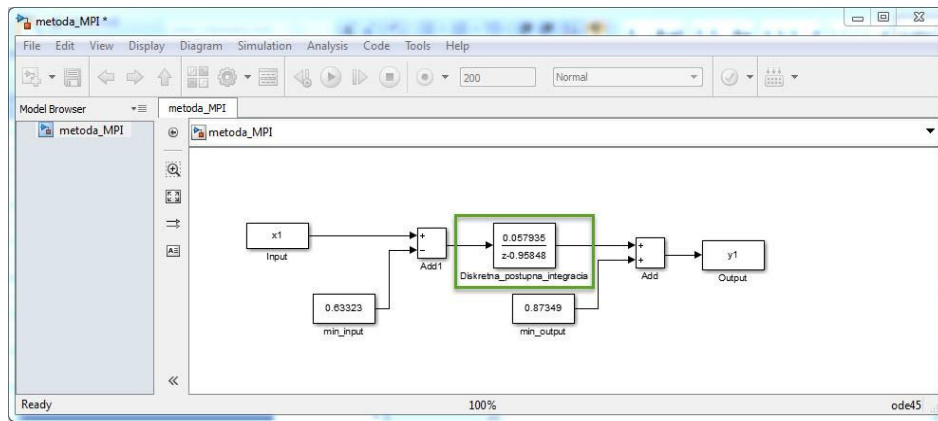 metoda_MPI *
File Edit View Display Diagram Simulation Analysis Code Tools Help
200 Normal
Model Browser
metoda_MPI
metoda_MPI
metoda_MPI
x1
Input
+
−
Add1
0.057935
z-0.95848
Diskretna_postupna_integracia
+
+
Add
y1
Output
0.63323
min_input
0.87349
min_output
Ready 100% ode45